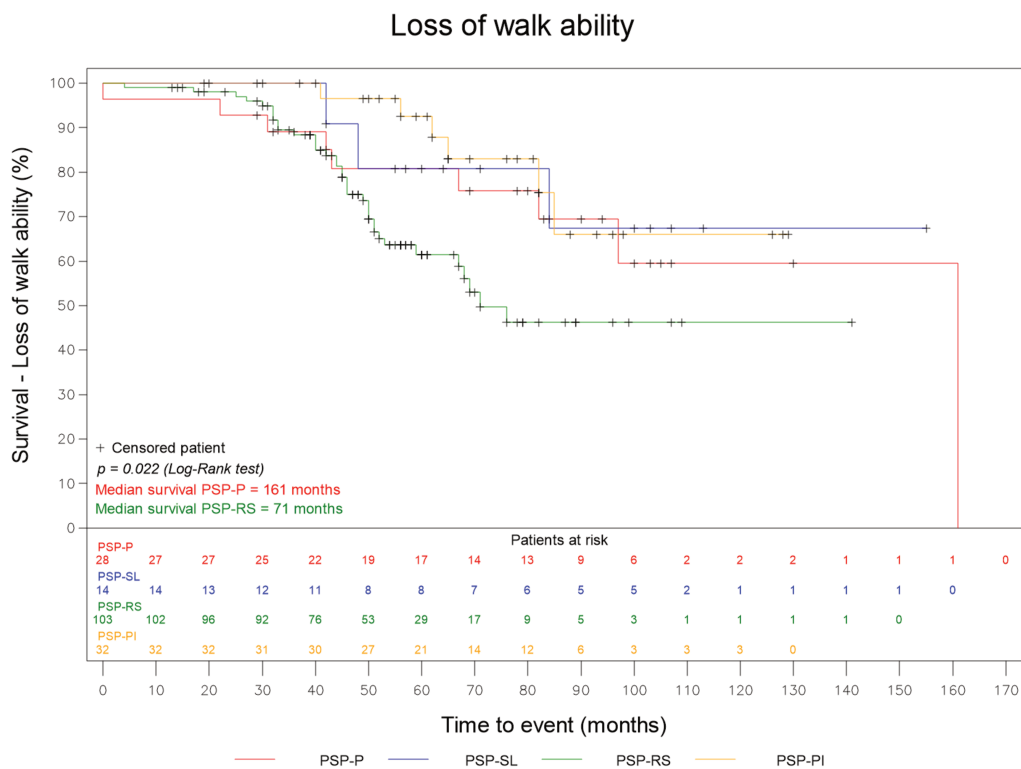 Loss of walk ability
Survival - Loss of walk ability (%)
100
90
80
70
60
50
40
30
20
10
0
+ Censored patient
p = 0.022 (Log-Rank test)
Median survival PSP-P = 161 months
Median survival PSP-RS = 71 months
Patients at risk
PSP-P
28 27 27 25 22 19 17 14 13 9 6 2 2 2 1 1 1 0
PSP-SL
14 14 13 12 11 8 8 7 6 5 5 2 1 1 1 1 0
PSP-RS
103 102 96 92 76 53 29 17 9 5 3 1 1 1 1 0
PSP-PI
32 32 32 31 30 27 21 14 12 6 3 3 3 0
0 10 20 30 40 50 60 70 80 90 100 110 120 130 140 150 160 170
Time to event (months)
PSP-P PSP-SL PSP-RS PSP-PI